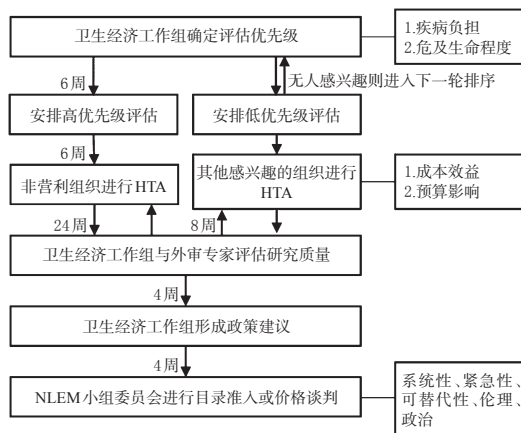 卫生经济工作组确定评估优先级
1.疾病负担
2.危及生命程度
6周
无人感兴趣则进入下一轮排序
安排高优先级评估
安排低优先级评估
6周
非营利组织进行HTA
其他感兴趣的组织进行
HTA
1.成本效益
2.预算影响
24周
8周
卫生经济工作组与外审专家评估研究质量
4周
卫生经济工作组形成政策建议
4周
NLEM小组委员会进行目录准入或价格谈判
系统性、紧急性、
可替代性、伦理、
政治